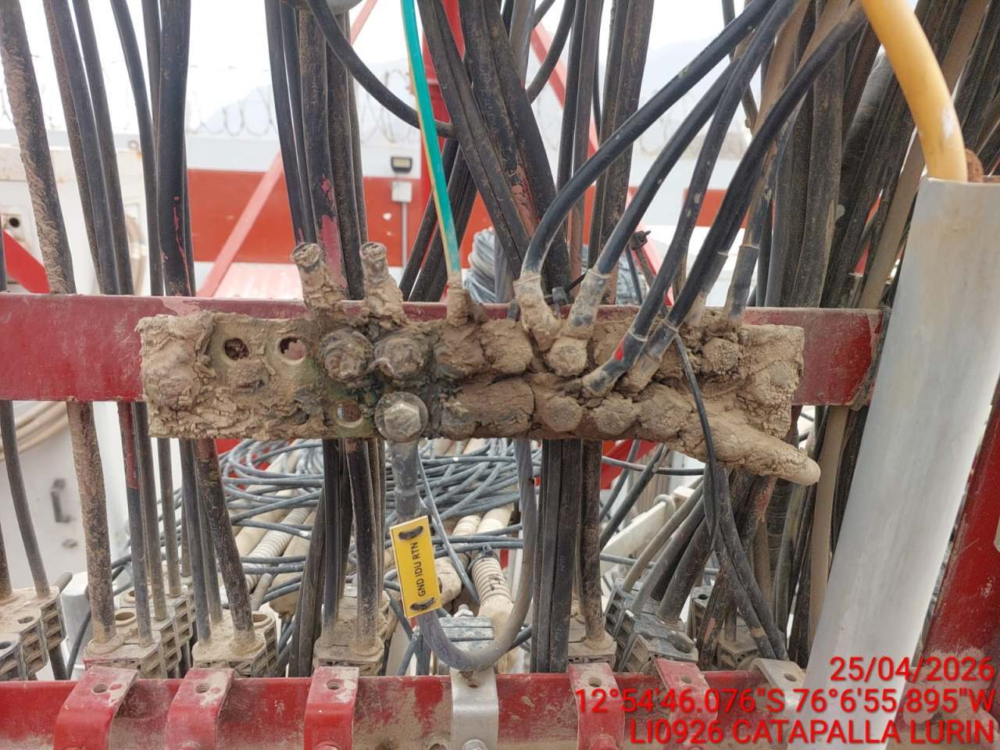 GND IDU RTN
25/04/2026
12°54'46.076"S 76°6'55.895"W
LI0926 CATAPALLA LURIN